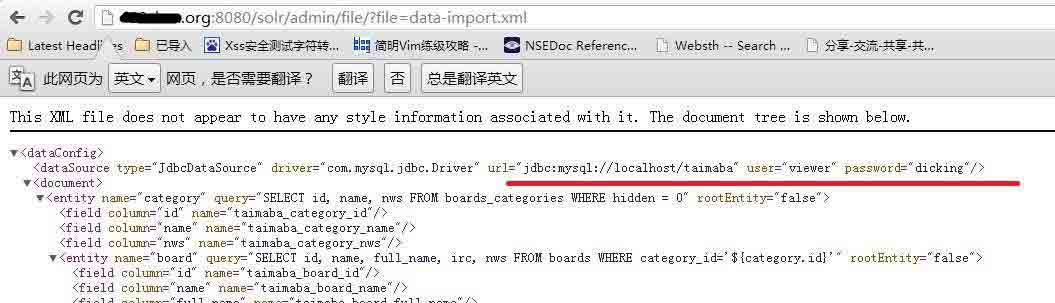 .org:8080/solr/admin/file/?file=data-import.xml
Latest Headlines 已导入 Xss安全测试字符转... 简明Vim练级攻略 -... NSEDoc Referenc... Websth -- Search ... 分享-交流-共享-共...
此网页为 英文 网页，是否需要翻译？ 翻译 否 总是翻译英文
This XML file does not appear to have any style information associated with it. The document tree is shown below.
▼<dataConfig>
<dataSource type="JdbcDataSource" driver="com.mysql.jdbc.Driver" url="jdbc:mysql://localhost/taimaba" user="viewer" password="dicking"/>
▼<document>
▼<entity name="category" query="SELECT id, name, nws FROM boards_categories WHERE hidden = 0" rootEntity="false">
<field column="id" name="taimaba_category_id"/>
<field column="name" name="taimaba_category_name"/>
<field column="nws" name="taimaba_category_nws"/>
▼<entity name="board" query="SELECT id, name, full_name, irc, nws FROM boards WHERE category_id='${category.id}'" rootEntity="false">
<field column="id" name="taimaba_board_id"/>
<field column="name" name="taimaba_board_name"/>
<field column="full_name" name="taimaba_board_full_name"/>